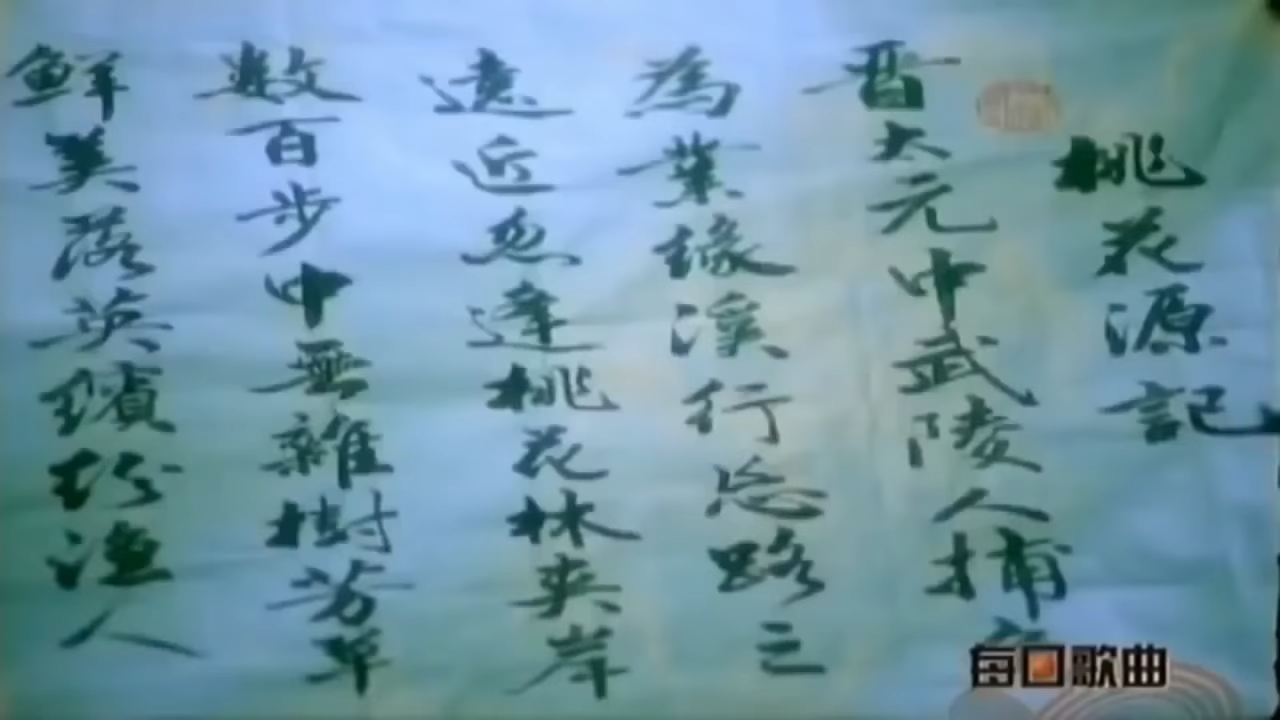 桃花源記
晋太元中武陵人捕
為業緣溪行忘路之
遠近忽逢桃花林夾岸
數百步中無雜樹芳草
鮮美落英繽紛漁人
每日歌曲